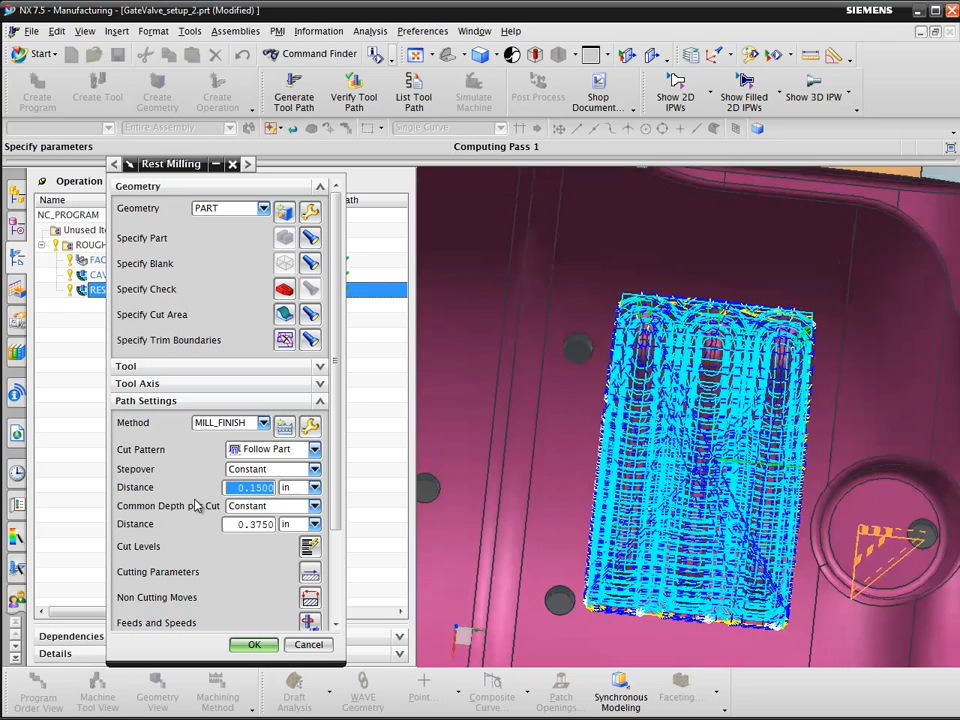 NX 7.5 - Manufacturing - [GateValve_setup_2.prt (Modified) ]
SIEMENS
File Edit View Insert Format Tools Assemblies PMI Information Analysis Preferences Window Help
Start Command Finder
Create Program
Create Tool
Create Geometry
Create Operation
Generate Tool Path
Verify Tool Path
List Tool Path
Simulate Machine
Post Process
Shop Document...
Show 2D IPWs
Show Filled 2D IPWs
Show 3D IPW
Entire Assembly
Single Curve
Specify parameters
Computing Pass 1
Operation
Name
ath
NC_PROGRAM
Unused Ite
ROUGH
FAC
CAV
RES
Dependencies
Details
Rest Milling
Geometry
Geometry PART
Specify Part
Specify Blank
Specify Check
Specify Cut Area
Specify Trim Boundaries
Tool
Tool Axis
Path Settings
Method MILL_FINISH
Cut Pattern Follow Part
Stepover Constant
Distance 0.1500 in
Common Depth per Cut Constant
Distance 0.3750 in
Cut Levels
Cutting Parameters
Non Cutting Moves
Feeds and Speeds
OK Cancel
Program Order View
Machine Tool View
Geometry View
Machining Method
Draft Analysis
WAVE Geometry
Point...
Composite Curve...
Patch Openings...
Synchronous Modeling
Faceting...